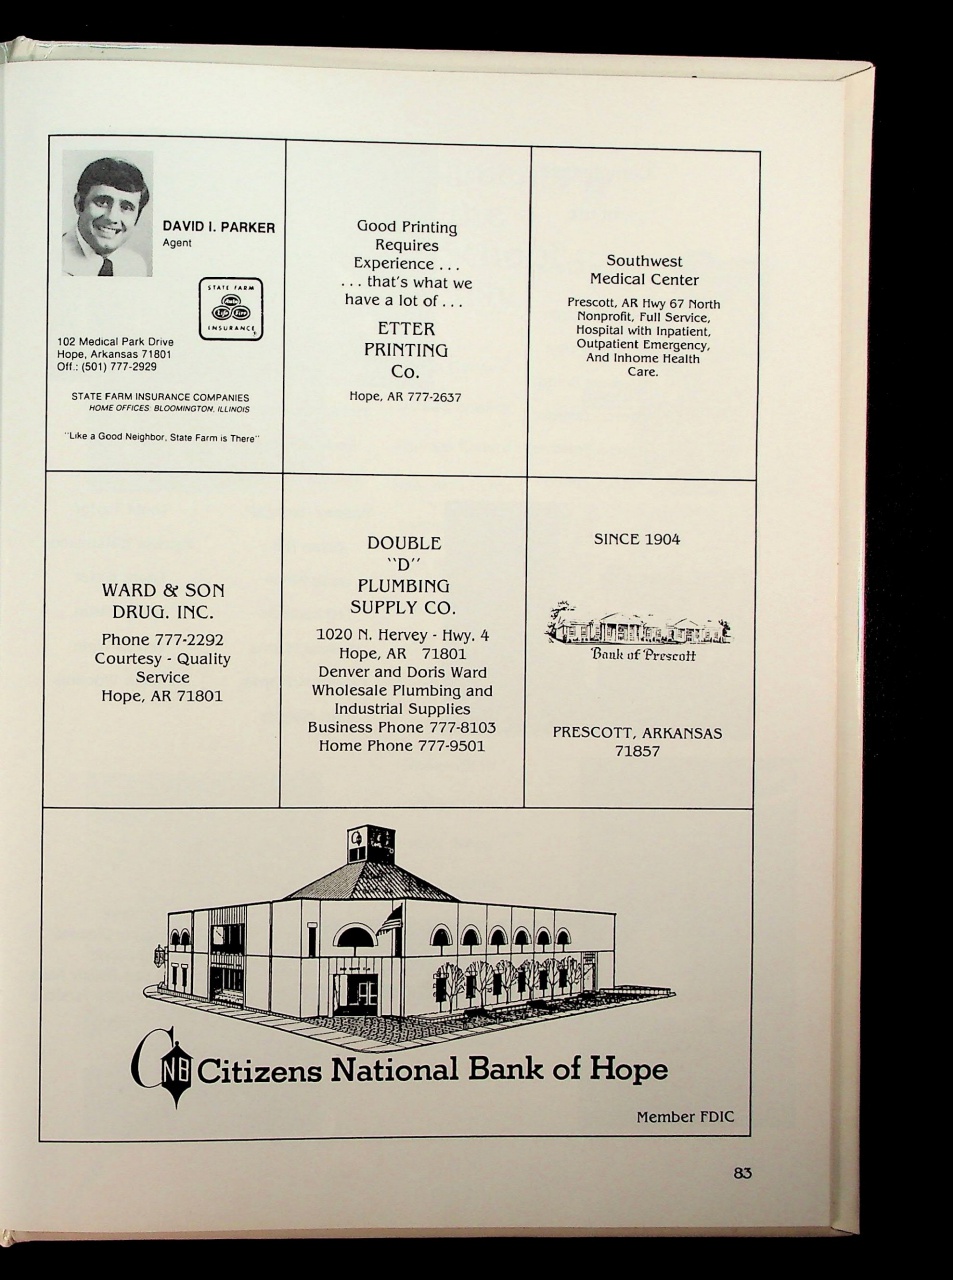 DAVID I. PARKER
Agent
STATE FARM
Auto
Life Fire
INSURANCE
102 Medical Park Drive
Hope, Arkansas 71801
Off.: (501) 777-2929
STATE FARM INSURANCE COMPANIES
HOME OFFICES: BLOOMINGTON, ILLINOIS
"Like a Good Neighbor, State Farm is There"
Good Printing
Requires
Experience . . .
. . . that's what we
have a lot of . . .
ETTER
PRINTING
Co.
Hope, AR 777-2637
Southwest
Medical Center
Prescott, AR Hwy 67 North
Nonprofit, Full Service,
Hospital with Inpatient,
Outpatient Emergency,
And Inhome Health
Care.
WARD & SON
DRUG. INC.
Phone 777-2292
Courtesy - Quality
Service
Hope, AR 71801
DOUBLE
"D"
PLUMBING
SUPPLY CO.
1020 N. Hervey - Hwy. 4
Hope, AR 71801
Denver and Doris Ward
Wholesale Plumbing and
Industrial Supplies
Business Phone 777-8103
Home Phone 777-9501
SINCE 1904
Bank of Prescott
PRESCOTT, ARKANSAS
71857
CNB Citizens National Bank of Hope
Member FDIC
83